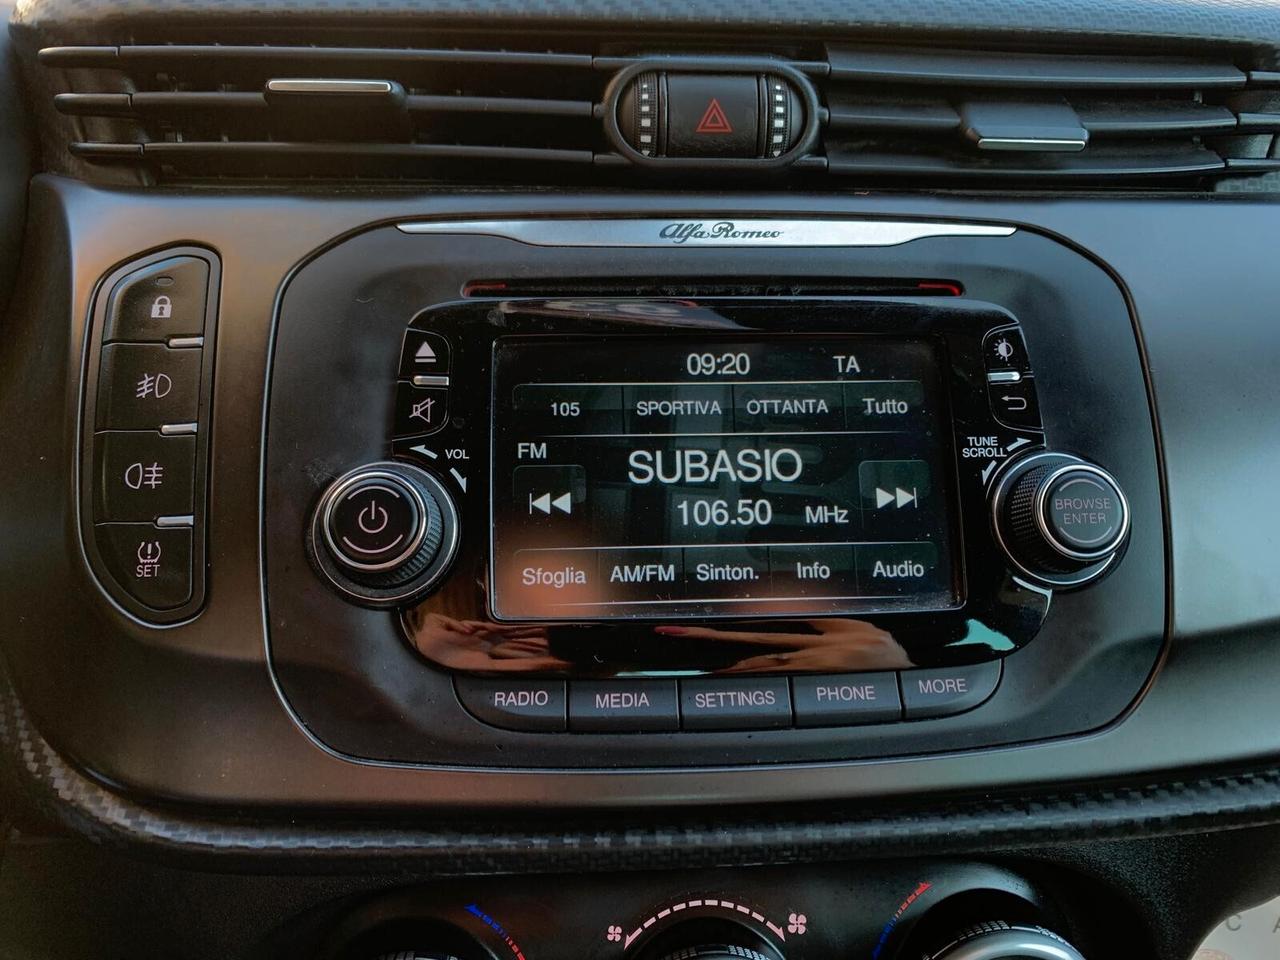 Alfa Romeo
09:20 TA
105 SPORTIVA OTTANTA Tutto
FM
SUBASIO
106.50 MHz
Sfoglia AM/FM Sinton. Info Audio
VOL
TUNE
SCROLL
BROWSE
ENTER
SET
RADIO MEDIA SETTINGS PHONE MORE
C A